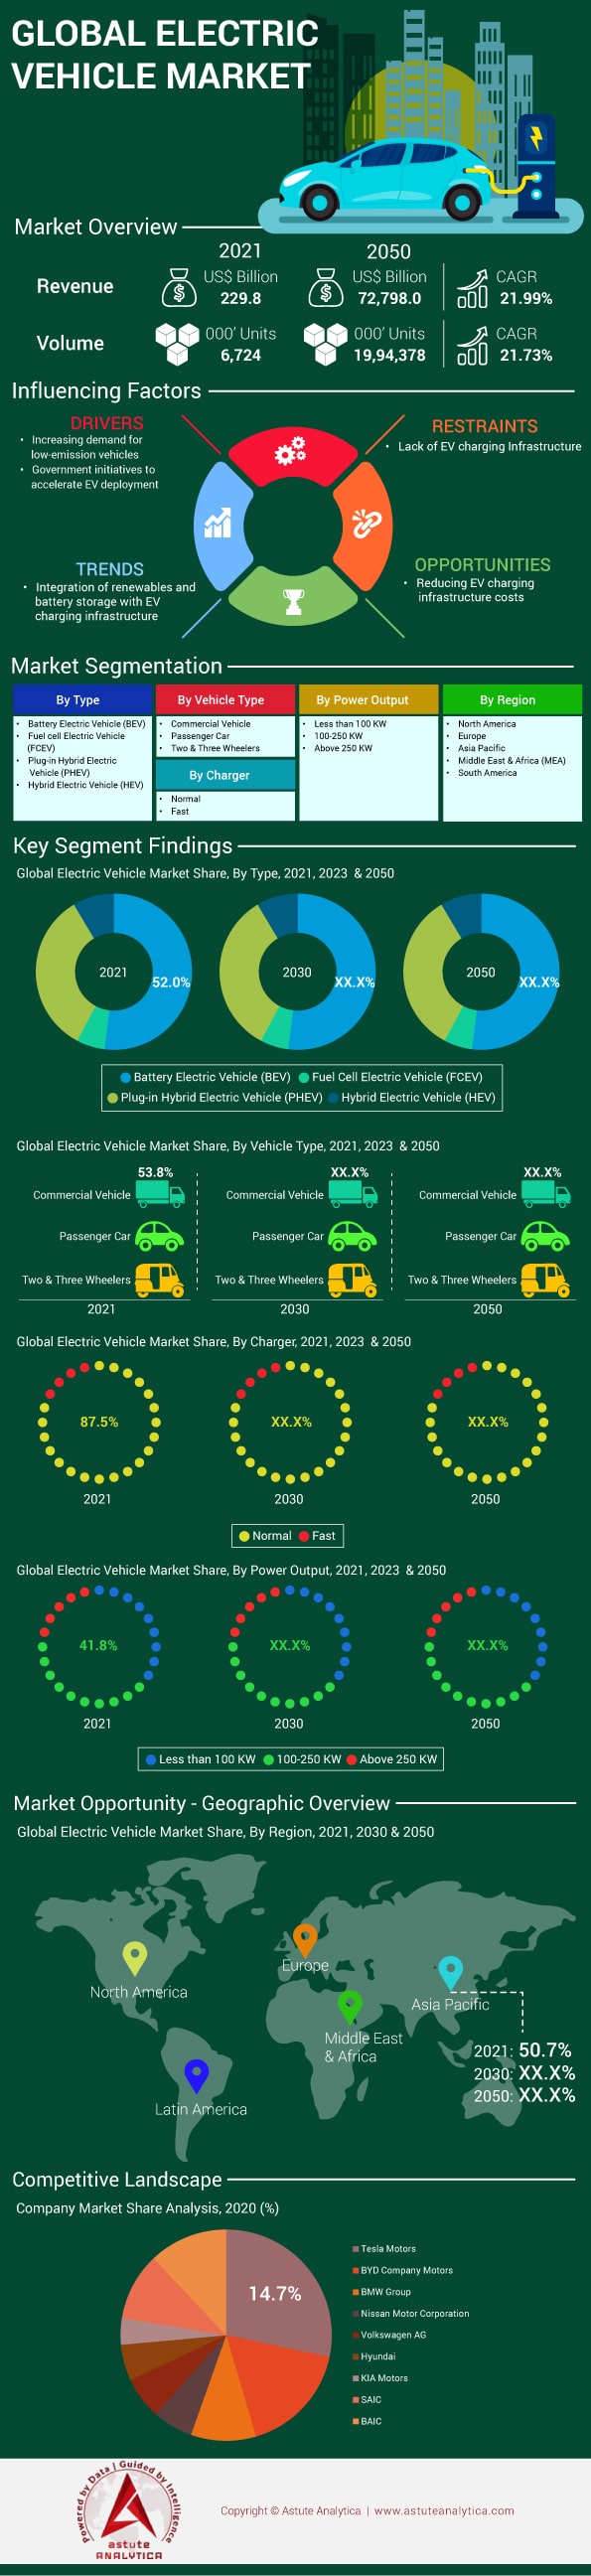 GLOBAL ELECTRIC
VEHICLE MARKET
Market Overview
2021
2050
Revenue
US$ Billion
229.8
US$ Billion
72,798.0
CAGR
21.99%
Volume
000' Units
6,724
000' Units
19,94,378
CAGR
21.73%
Influencing Factors
DRIVERS
• Increasing demand for
low-emission vehicles
• Government initiatives to
accelerate EV deployment
RESTRAINTS
• Lack of EV charging Infrastructure
TRENDS
• Integration of renewables and
battery storage with EV
charging infrastructure
OPPORTUNITIES
• Reducing EV charging
infrastructure costs
Market Segmentation
By Type
• Battery Electric Vehicle (BEV)
• Fuel cell Electric Vehicle
(FCEV)
• Plug-in Hybrid Electric
Vehicle (PHEV)
• Hybrid Electric Vehicle (HEV)
By Vehicle Type
• Commercial Vehicle
• Passenger Car
• Two & Three Wheelers
By Charger
• Normal
• Fast
By Power Output
• Less than 100 KW
• 100-250 KW
• Above 250 KW
By Region
• North America
• Europe
• Asia Pacific
• Middle East & Africa (MEA)
• South America
Key Segment Findings
Global Electric Vehicle Market Share, By Type, 2021, 2023 & 2050
2021
52.0%
2030
XX.X%
2050
XX.X%
Battery Electric Vehicle (BEV) Fuel Cell Electric Vehicle (FCEV)
Plug-in Hybrid Electric Vehicle (PHEV) Hybrid Electric Vehicle (HEV)
Global Electric Vehicle Market Share, By Vehicle Type, 2021, 2023 & 2050
53.8%
Commercial Vehicle
Passenger Car
Two & Three Wheelers
2021
XX.X%
Commercial Vehicle
Passenger Car
Two & Three Wheelers
2030
XX.X%
Commercial Vehicle
Passenger Car
Two & Three Wheelers
2050
Global Electric Vehicle Market Share, By Charger, 2021, 2023 & 2050
87.5%
XX.X%
XX.X%
2021
2030
2050
Normal Fast
Global Electric Vehicle Market Share, By Power Output, 2021, 2023 & 2050
41.8%
XX.X%
XX.X%
2021
2030
2050
Less than 100 KW 100-250 KW Above 250 KW
Market Opportunity - Geographic Overview
Global Electric Vehicle Market Share, By Region, 2021, 2030 & 2050
North America
Europe
Asia Pacific
Middle East
& Africa
Latin America
2021: 50.7%
2030: XX.X%
2050: XX.X%
Competitive Landscape
Company Market Share Analysis, 2020 (%)
14.7%
Tesla Motors
BYD Company Motors
BMW Group
Nissan Motor Corporation
Volkswagen AG
Hyundai
KIA Motors
SAIC
BAIC
Powered by Data | Guided by Intelligence
astute
ANALYTICA
Copyright © Astute Analytica | www.astuteanalytica.com